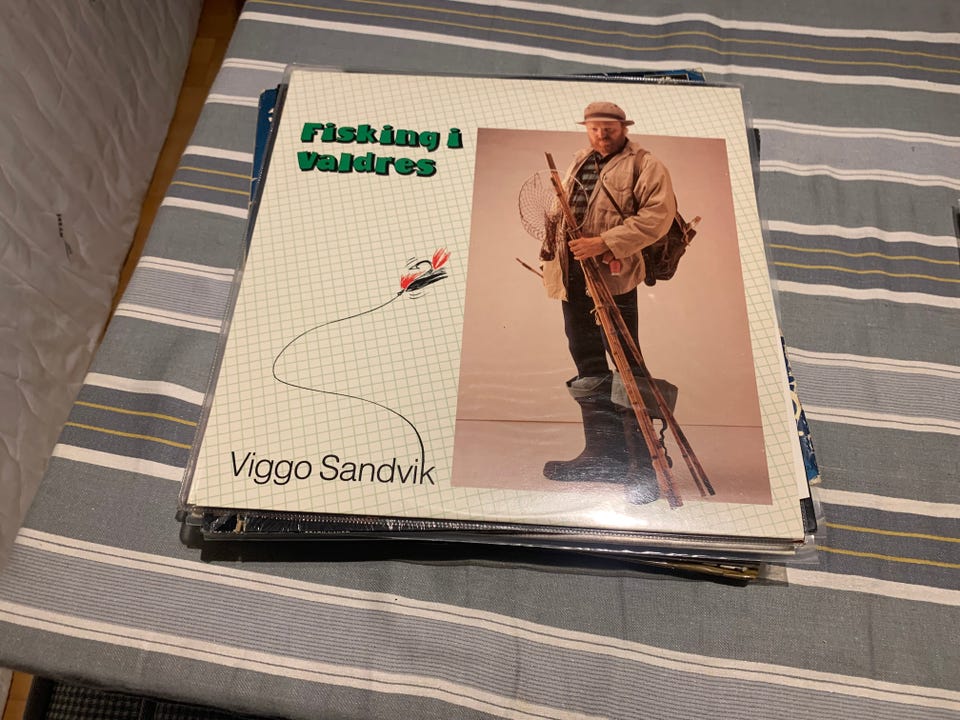 Fisking i
Valdres
Viggo Sandvik